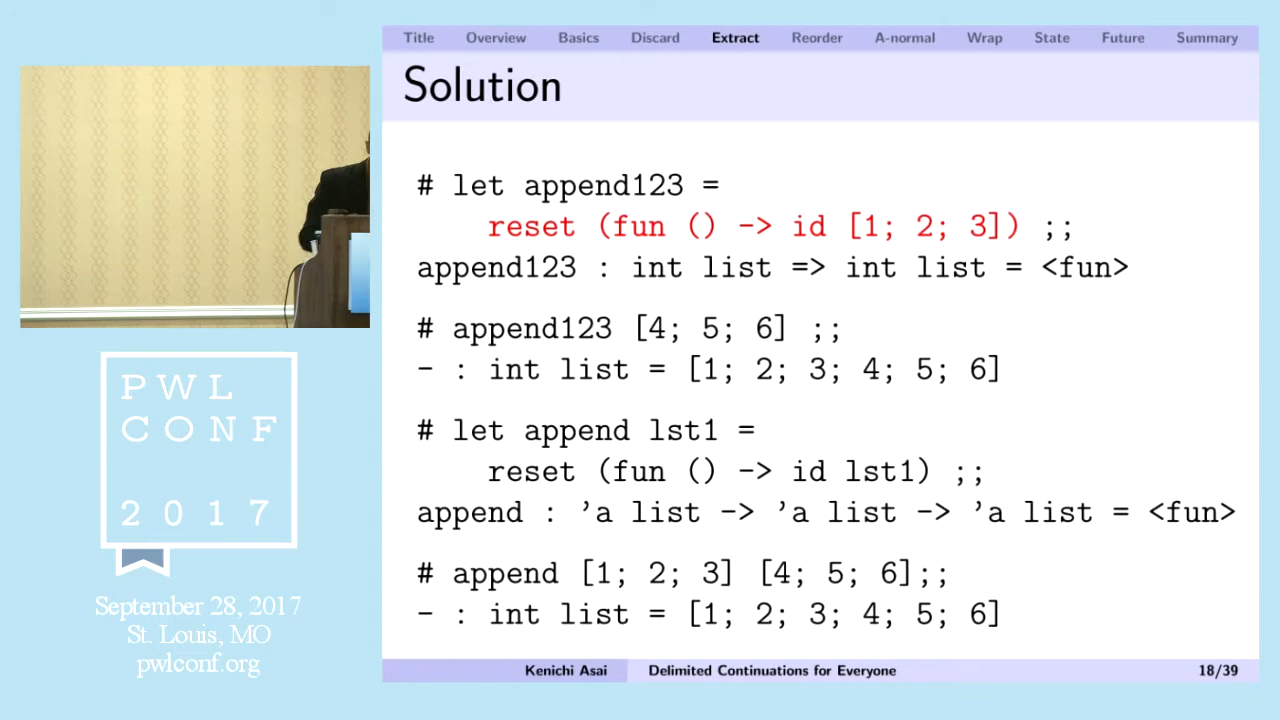 Title Overview Basics Discard Extract Reorder A-normal Wrap State Future Summary
Solution
# let append123 =
reset (fun () -> id [1; 2; 3]) ;;
append123 : int list => int list = <fun>
# append123 [4; 5; 6] ;;
- : int list = [1; 2; 3; 4; 5; 6]
# let append lst1 =
reset (fun () -> id lst1) ;;
append : 'a list -> 'a list -> 'a list = <fun>
# append [1; 2; 3] [4; 5; 6];;
- : int list = [1; 2; 3; 4; 5; 6]
Kenichi Asai Delimited Continuations for Everyone 18/39
PWL
CONF
2017
September 28, 2017
St. Louis, MO
pwlconf.org